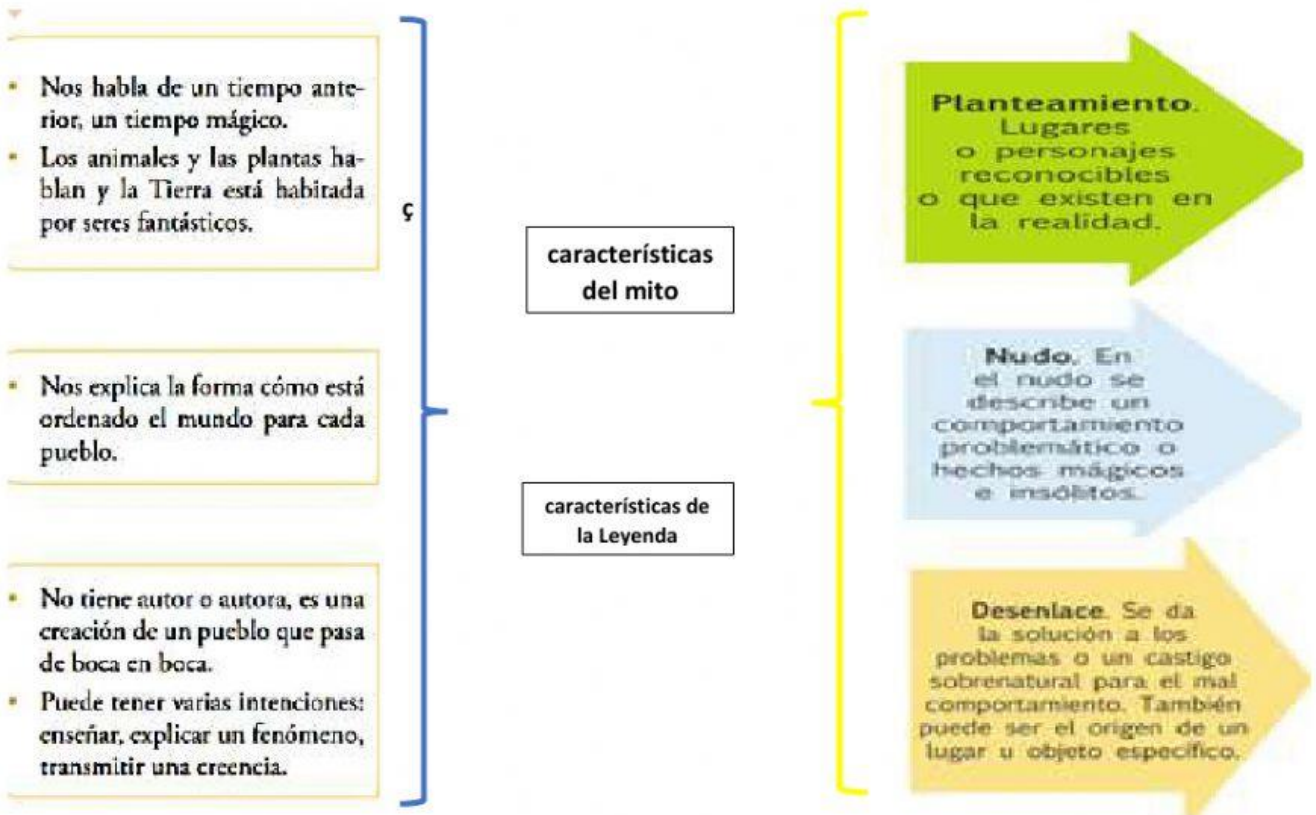 • Nos habla de un tiempo ante-
rior, un tiempo mágico.
• Los animales y las plantas ha-
blan y la Tierra está habitada
por seres fantásticos.
• Nos explica la forma cómo está
ordenado el mundo para cada
pueblo.
• No tiene autor o autora, es una
creación de un pueblo que pasa
de boca en boca.
• Puede tener varias intenciones:
enseñar, explicar un fenómeno,
transmitir una creencia.
ç
características
del mito
características de
la Leyenda
Planteamiento.
Lugares
o personajes
reconocibles
o que existen en
la realidad.
Nudo. En
el nudo se
describe un
comportamiento
problemático o
hechos mágicos
e insólitos.
Desenlace. Se da
la solución a los
problemas o un castigo
sobrenatural para el mal
comportamiento. También
puede ser el origen de un
lugar u objeto específico.